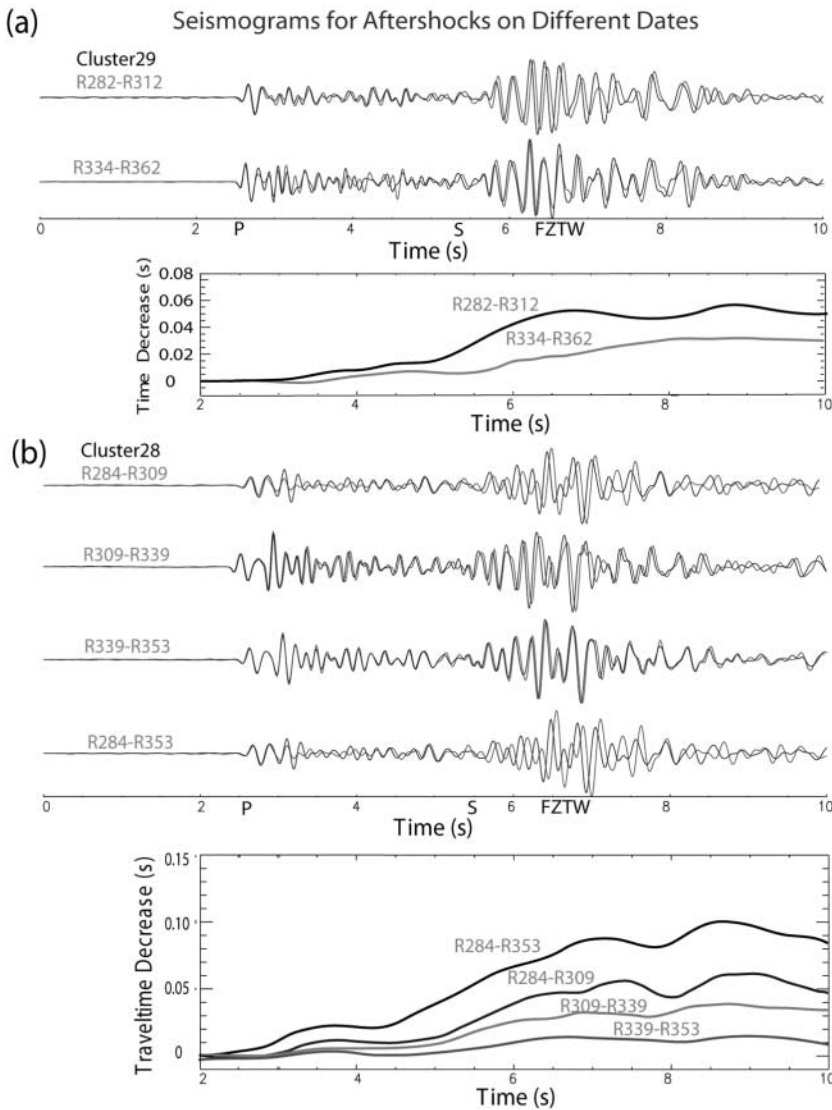 (a)
Seismograms for Aftershocks on Different Dates
Cluster29
R282-R312
R334-R362
0 2 4 6 8 10
P S FZTW
Time (s)
Time Decrease (s)
0.08
0.06
0.04
0.02
0
R282-R312
R334-R362
2 4 6 8 10
Time (s)
(b)
Cluster28
R284-R309
R309-R339
R339-R353
R284-R353
0 2 4 6 8 10
P S FZTW
Time (s)
Traveltime Decrease (s)
0.15
0.10
0.05
0
R284-R353
R284-R309
R309-R339
R339-R353
2 4 6 8 10
Time (s)